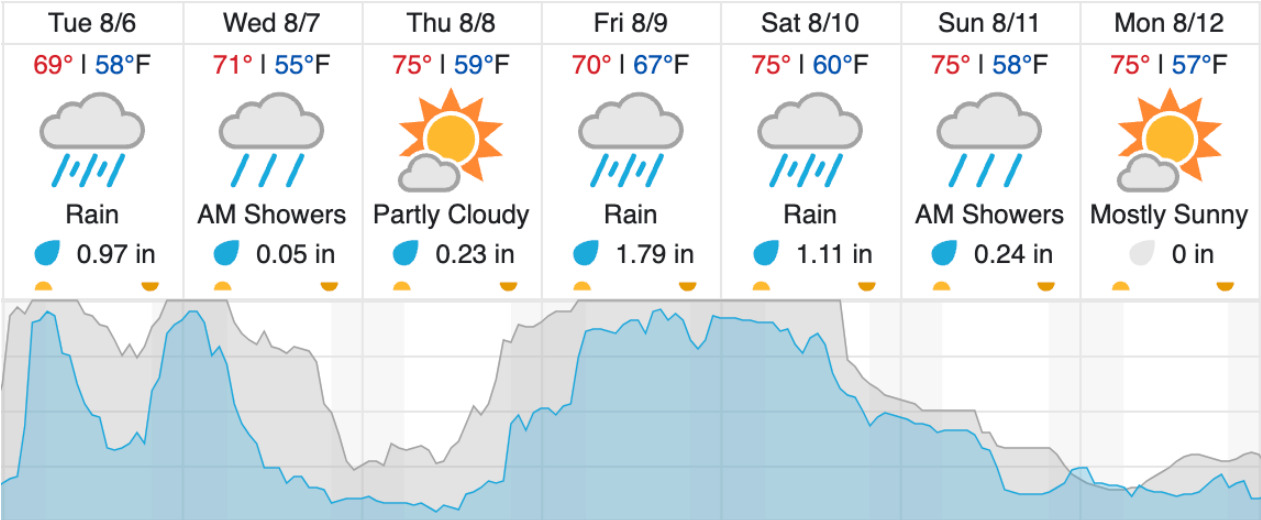 Tue 8/6 Wed 8/7 Thu 8/8 Fri 8/9 Sat 8/10 Sun 8/11 Mon 8/12
69° | 58°F 71° | 55°F 75° | 59°F 70° | 67°F 75° | 60°F 75° | 58°F 75° | 57°F
Rain AM Showers Partly Cloudy Rain Rain AM Showers Mostly Sunny
0.97 in 0.05 in 0.23 in 1.79 in 1.11 in 0.24 in 0 in